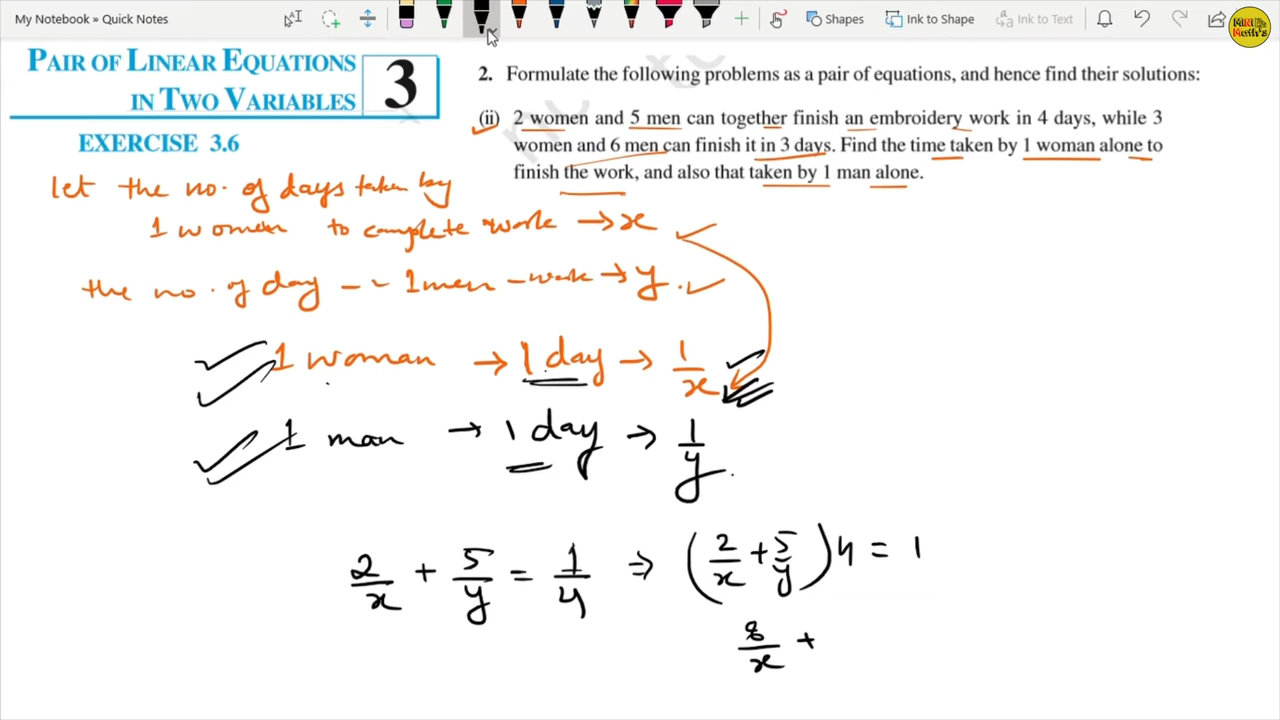 My Notebook » Quick Notes
Shapes
Ink to Shape
Ink to Text
MINI Math's
PAIR OF LINEAR EQUATIONS
IN TWO VARIABLES
3
EXERCISE 3.6
2. Formulate the following problems as a pair of equations, and hence find their solutions:
(ii) 2 women and 5 men can together finish an embroidery work in 4 days, while 3
women and 6 men can finish it in 3 days. Find the time taken by 1 woman alone to
finish the work, and also that taken by 1 man alone.
let the no. of days taken by
1 woman to complete work → x
the no. of day - - 1 men - work → y.
1 woman → 1 day → 1/x
1 man → 1 day → 1/y
2/x + 5/y = 1/4 ⇒ (2/x + 5/y) 4 = 1
8/x +